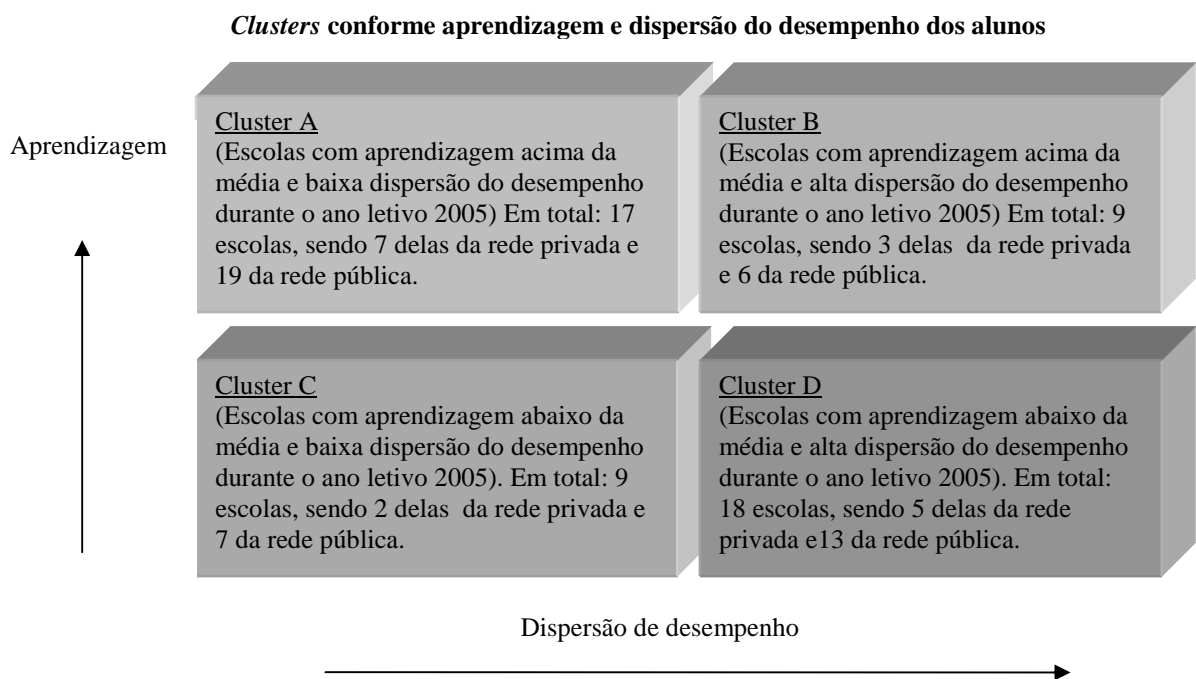 Clusters conforme aprendizagem e dispersão do desempenho dos alunos
Aprendizagem
Cluster A
(Escolas com aprendizagem acima da
média e baixa dispersão do desempenho
durante o ano letivo 2005) Em total: 17
escolas, sendo 7 delas da rede privada e
19 da rede pública.
Cluster B
(Escolas com aprendizagem acima da
média e alta dispersão do desempenho
durante o ano letivo 2005) Em total: 9
escolas, sendo 3 delas da rede privada
e 6 da rede pública.
Cluster C
(Escolas com aprendizagem abaixo da
média e baixa dispersão do desempenho
durante o ano letivo 2005). Em total: 9
escolas, sendo 2 delas da rede privada e
7 da rede pública.
Cluster D
(Escolas com aprendizagem abaixo da
média e alta dispersão do desempenho
durante o ano letivo 2005). Em total:
18 escolas, sendo 5 delas da rede
privada e13 da rede pública.
Dispersão de desempenho